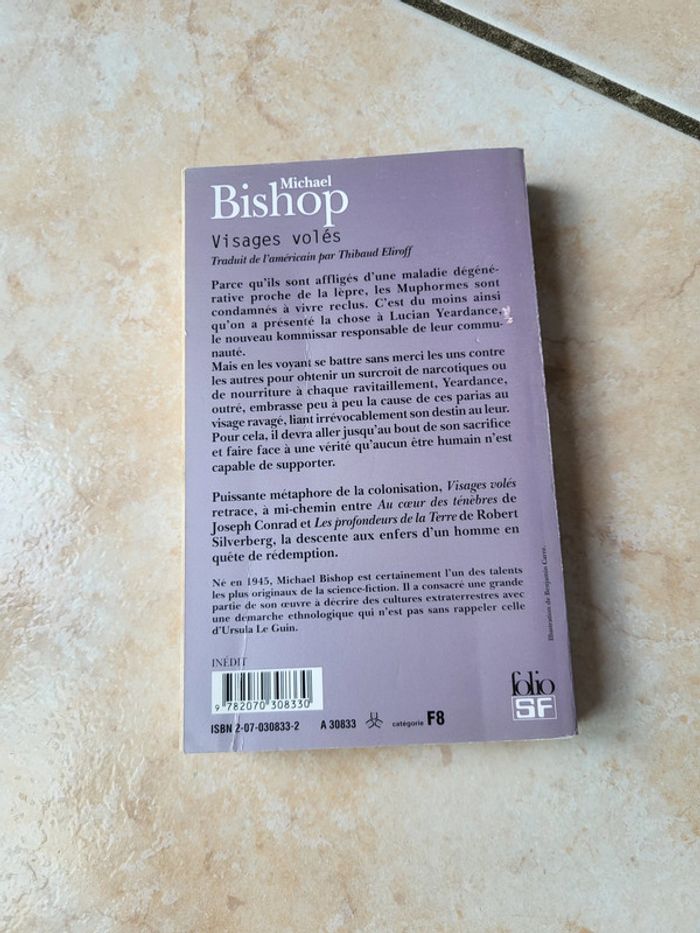 Michael
Bishop
Visages volés
Traduit de l'américain par Thibaud Eliroff
Parce qu'ils sont affligés d'une maladie dégéné-
rative proche de la lèpre, les Muphormes sont
condamnés à vivre reclus. C'est du moins ainsi
qu'on a présenté la chose à Lucian Yeardance,
le nouveau kommissar responsable de leur commu-
nauté.
Mais en les voyant se battre sans merci les uns contre
les autres pour obtenir un surcroit de narcotiques ou
de nourriture à chaque ravitaillement, Yeardance,
outré, embrasse peu à peu la cause de ces parias au
visage ravagé, liant irrévocablement son destin au leur.
Pour cela, il devra aller jusqu'au bout de son sacrifice
et faire face à une vérité qu'aucun être humain n'est
capable de supporter.
Puissante métaphore de la colonisation, Visages volés
retrace, à mi-chemin entre Au cœur des ténèbres de
Joseph Conrad et Les profondeurs de la Terre de Robert
Silverberg, la descente aux enfers d'un homme en
quête de rédemption.
Né en 1945, Michael Bishop est certainement l'un des talents
les plus originaux de la science-fiction. Il a consacré une grande
partie de son œuvre à décrire des cultures extraterrestres avec
une démarche ethnologique qui n'est pas sans rappeler celle
d'Ursula Le Guin.
Illustration de Benjamin Carré.
INÉDIT
9 782070 308330
folio
SF
ISBN 2-07-030833-2 A 30833 catégorie F8